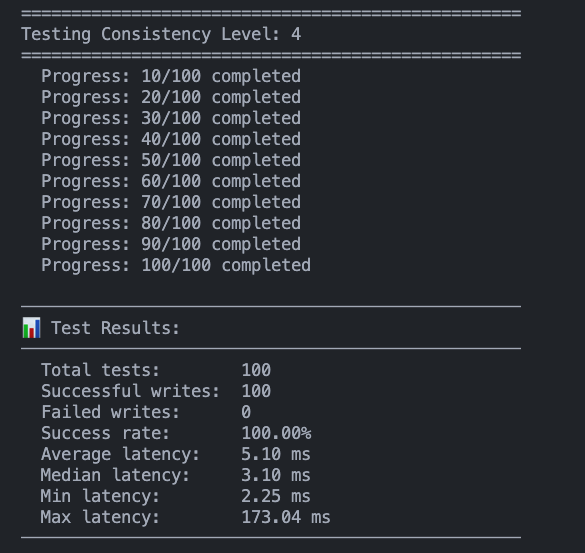 ==================================================
Testing Consistency Level: 4
==================================================
Progress: 10/100 completed
Progress: 20/100 completed
Progress: 30/100 completed
Progress: 40/100 completed
Progress: 50/100 completed
Progress: 60/100 completed
Progress: 70/100 completed
Progress: 80/100 completed
Progress: 90/100 completed
Progress: 100/100 completed
──────────────────────────────────────────────────
📊 Test Results:
──────────────────────────────────────────────────
Total tests: 100
Successful writes: 100
Failed writes: 0
Success rate: 100.00%
Average latency: 5.10 ms
Median latency: 3.10 ms
Min latency: 2.25 ms
Max latency: 173.04 ms
──────────────────────────────────────────────────